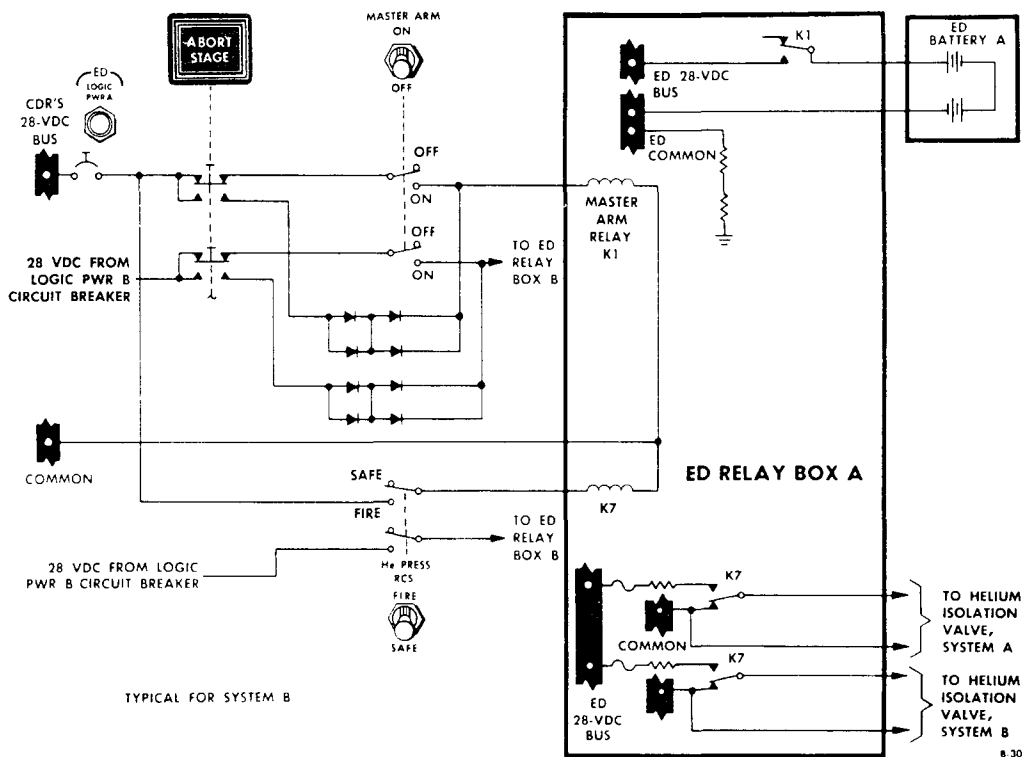 MASTER ARM
ON
OFF
ABORT
STAGE
ED
LOGIC
PWR A
CDR'S
28-VDC
BUS
OFF
ON
OFF
ON
28 VDC FROM
LOGIC PWR B
CIRCUIT BREAKER
TO ED
RELAY
BOX B
COMMON
SAFE
FIRE
28 VDC FROM LOGIC
PWR B CIRCUIT BREAKER
He PRESS
RCS
FIRE
SAFE
TO ED
RELAY
BOX B
TYPICAL FOR SYSTEM B
K1
ED 28-VDC
BUS
ED
COMMON
ED
BATTERY A
MASTER
ARM
RELAY
K1
ED RELAY BOX A
K7
K7
COMMON
K7
ED
28-VDC
BUS
TO HELIUM
ISOLATION
VALVE,
SYSTEM A
TO HELIUM
ISOLATION
VALVE,
SYSTEM B
B-30